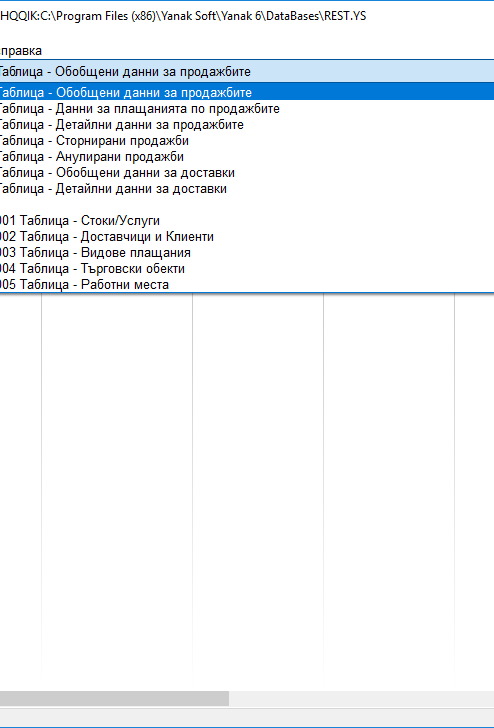 HQQIK:C:\Program Files (x86)\Yanak Soft\Yanak 6\DataBases\REST.YS
правка
Таблица - Обобщени данни за продажбите
Таблица - Обобщени данни за продажбите
Таблица - Данни за плащанията по продажбите
Таблица - Детайлни данни за продажбите
Таблица - Сторнирани продажби
Таблица - Анулирани продажби
Таблица - Обобщени данни за доставки
Таблица - Детайлни данни за доставки
001 Таблица - Стоки/Услуги
002 Таблица - Доставчици и Клиенти
003 Таблица - Видове плащания
004 Таблица - Търговски обекти
005 Таблица - Работни места